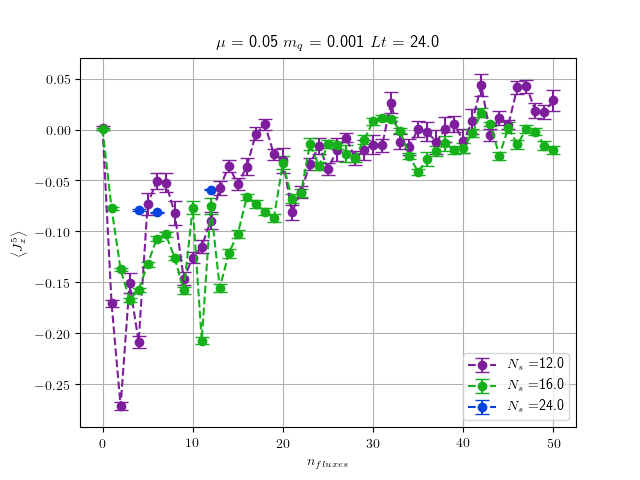 μ = 0.05 m_q = 0.001 Lt = 24.0
0.05
0.00
−0.05
−0.10
−0.15
−0.20
−0.25
⟨J_z^5⟩
0 10 20 30 40 50
n_fluxes
N_s =12.0
N_s =16.0
N_s =24.0